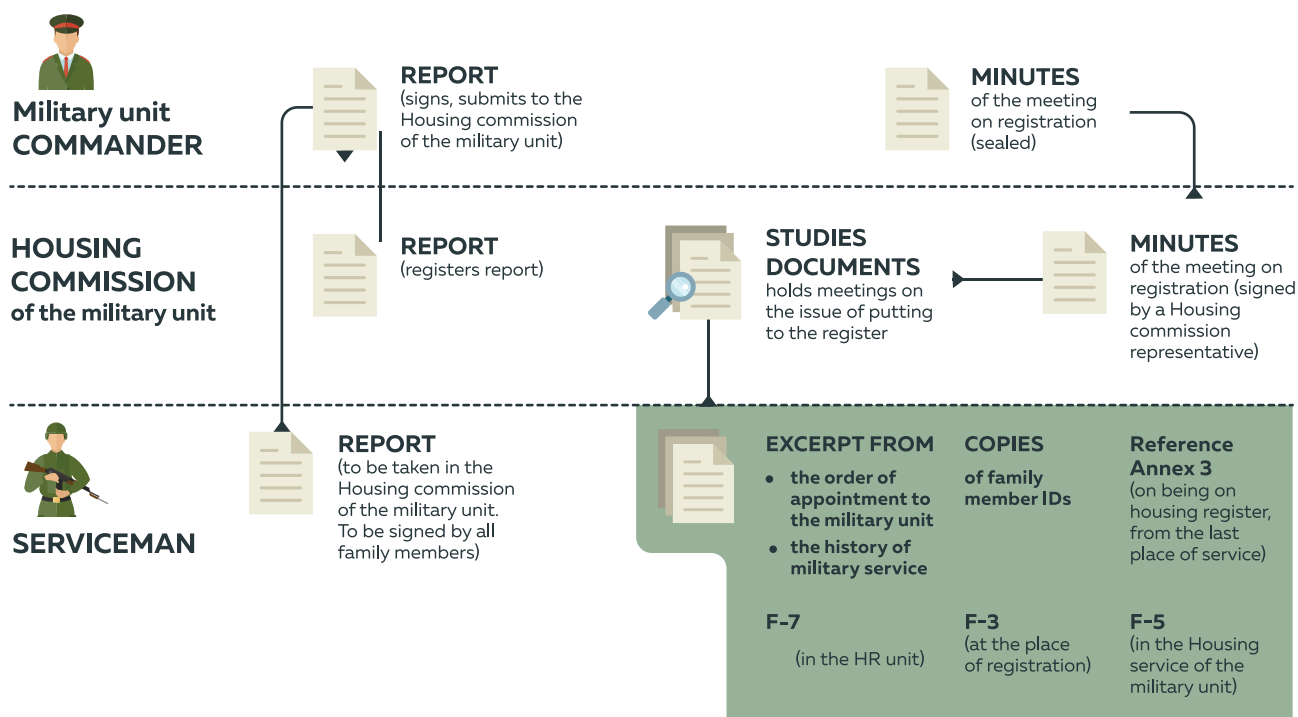 Military unit
COMMANDER
REPORT
(signs, submits to the
Housing commission
of the military unit)
MINUTES
of the meeting
on registration
(sealed)
HOUSING
COMMISSION
of the military unit
REPORT
(registers report)
STUDIES
DOCUMENTS
holds meetings on
the issue of putting
to the register
MINUTES
of the meeting on
registration (signed
by a Housing
commission
representative)
SERVICEMAN
REPORT
(to be taken in the
Housing commission
of the military unit.
To be signed by all
family members)
EXCERPT FROM
• the order of
appointment to
the military unit
• the history of
military service
COPIES
of family
member IDs
Reference
Annex 3
(on being on
housing register,
from the last
place of service)
F-7
(in the HR unit)
F-3
(at the place
of registration)
F-5
(in the Housing
service of the
military unit)